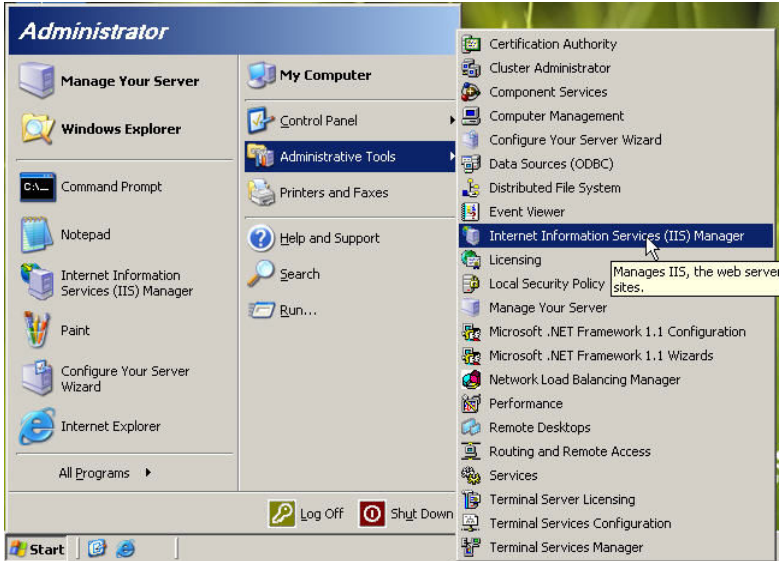 Administrator
Manage Your Server
Windows Explorer
C:\_
Command Prompt
Notepad
Internet Information
Services (IIS) Manager
Paint
Configure Your Server
Wizard
Internet Explorer
All Programs
My Computer
Control Panel
Administrative Tools
Printers and Faxes
Help and Support
Search
Run...
Log Off
Shut Down
Start
Certification Authority
Cluster Administrator
Component Services
Computer Management
Configure Your Server Wizard
Data Sources (ODBC)
Distributed File System
Event Viewer
Internet Information Services (IIS) Manager
Licensing
Manages IIS, the web server
sites.
Local Security Policy
Manage Your Server
Microsoft .NET Framework 1.1 Configuration
Microsoft .NET Framework 1.1 Wizards
Network Load Balancing Manager
Performance
Remote Desktops
Routing and Remote Access
Services
Terminal Server Licensing
Terminal Services Configuration
Terminal Services Manager